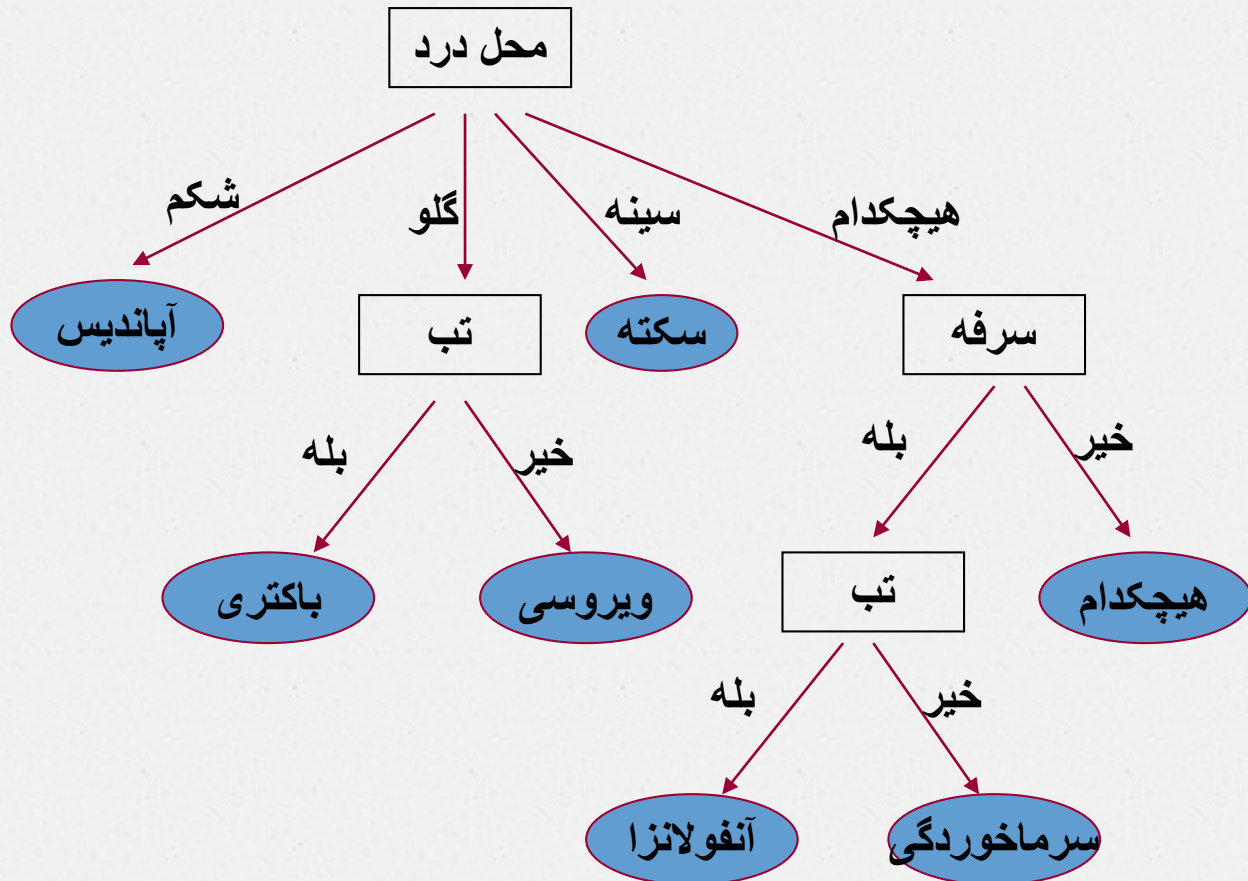 محل درد
شکم
گلو
سینه
هیچکدام
آپاندیس
تب
سکته
سرفه
بله
خیر
بله
خیر
باکتری
ویروسی
تب
هیچکدام
بله
خیر
آنفولانزا
سرماخوردگی